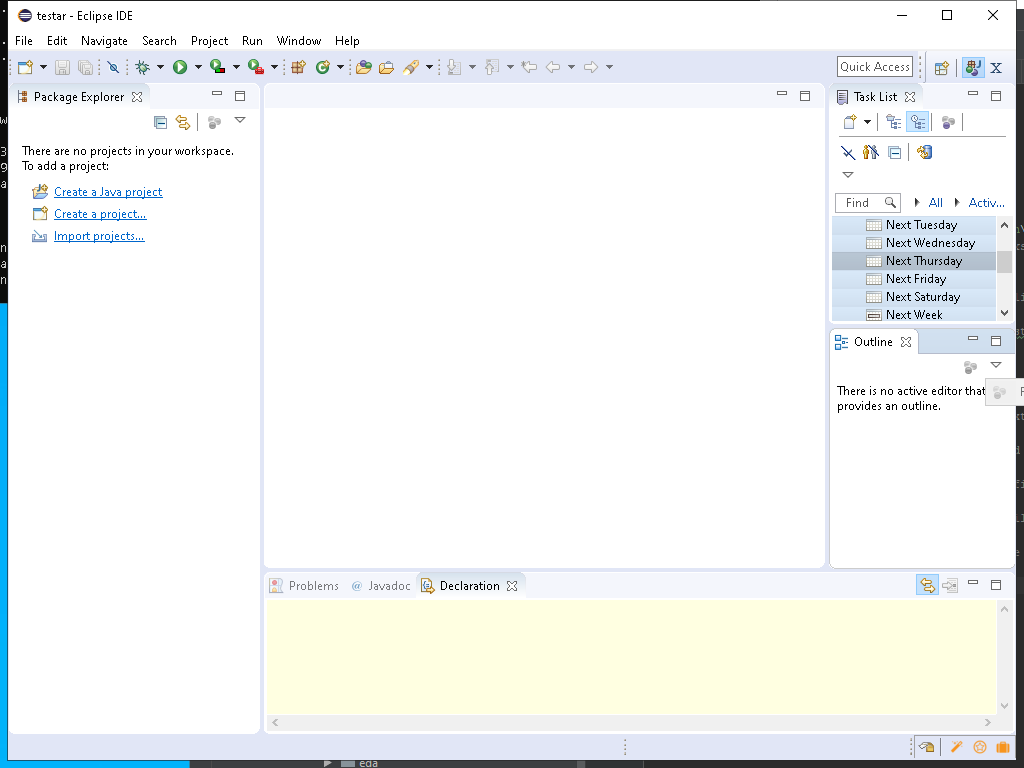 testar - Eclipse IDE
File Edit Navigate Search Project Run Window Help
Quick Access
Package Explorer
There are no projects in your workspace.
To add a project:
Create a Java project
Create a project...
Import projects...
Task List
Find All Activ...
Next Tuesday
Next Wednesday
Next Thursday
Next Friday
Next Saturday
Next Week
Outline
There is no active editor that
provides an outline.
Problems @ Javadoc Declaration
eda